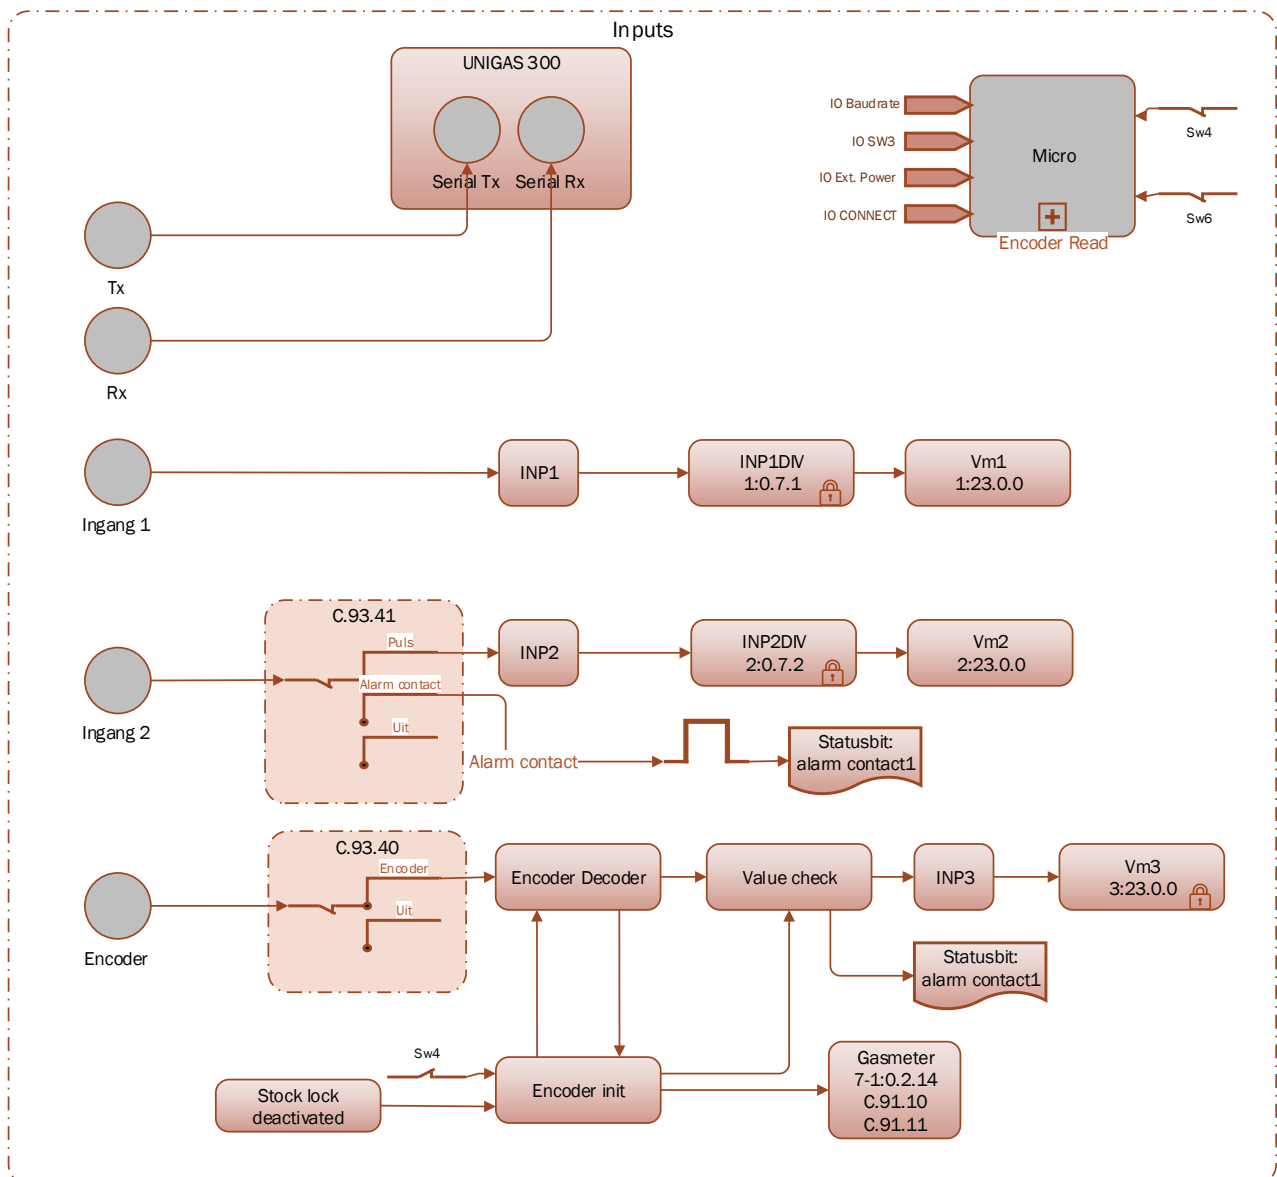 Inputs
UNIGAS 300
Serial Tx
Serial Rx
IO Baudrate
IO SW3
IO Ext. Power
IO CONNECT
Micro
Encoder Read
Sw4
Sw6
Tx
Rx
Ingang 1
INP1
INP1DIV
1:0.7.1
Vm1
1:23.0.0
Ingang 2
C.93.41
Puls
Alarm contact
Uit
INP2
INP2DIV
2:0.7.2
Vm2
2:23.0.0
Alarm contact
Statusbit:
alarm contact1
Encoder
C.93.40
Encoder
Uit
Encoder Decoder
Value check
INP3
Vm3
3:23.0.0
Statusbit:
alarm contact1
Sw4
Stock lock
deactivated
Encoder init
Gasmeter
7-1:0.2.14
C.91.10
C.91.11